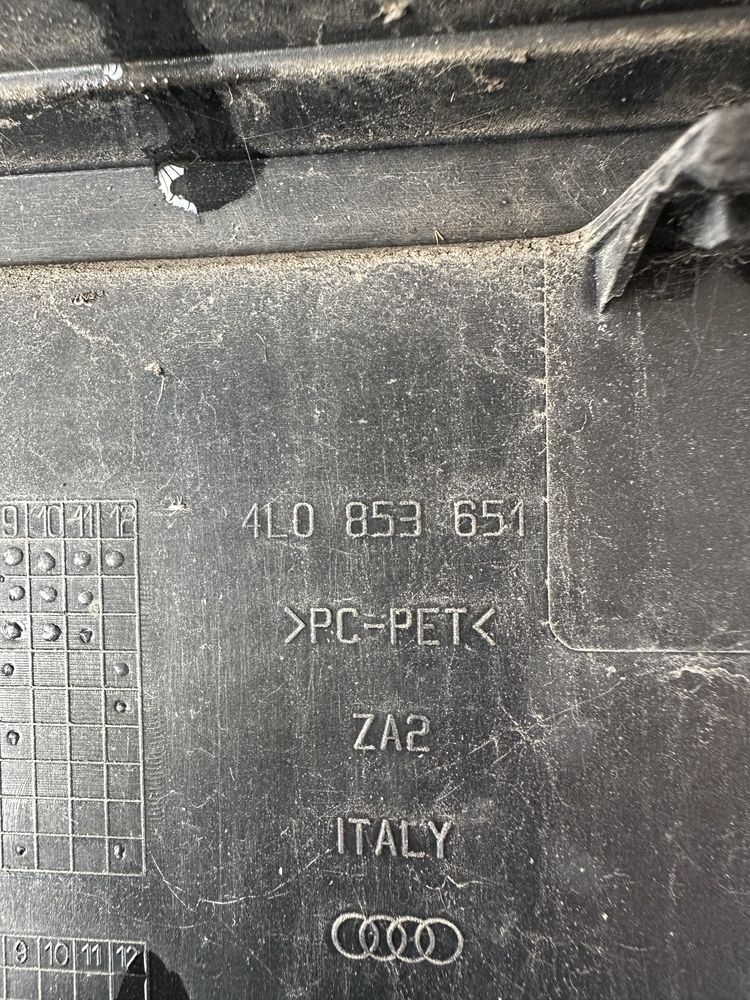 9 10 11 12
4L0 853 651
>PC-PET<
ZA2
ITALY
9 10 11 12